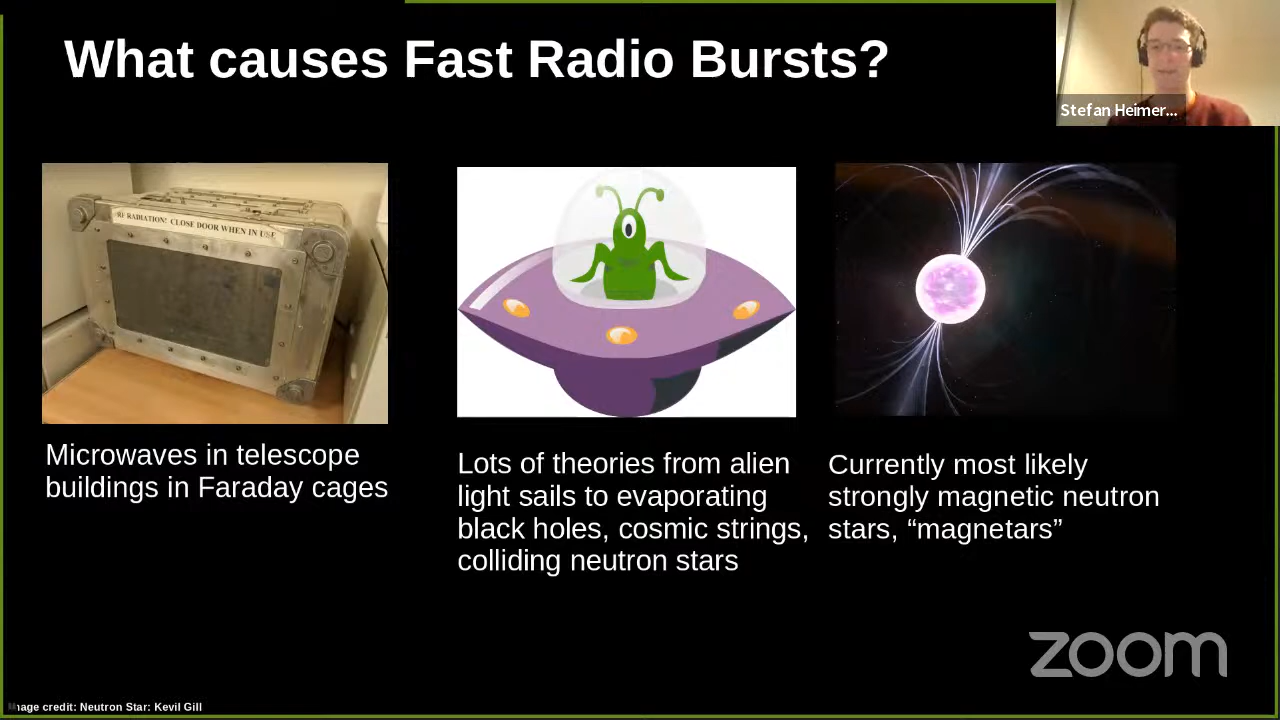 What causes Fast Radio Bursts?
Stefan Heimer...
RF RADIATION: CLOSE DOOR WHEN IN USE
Microwaves in telescope
buildings in Faraday cages
Lots of theories from alien
light sails to evaporating
black holes, cosmic strings,
colliding neutron stars
Currently most likely
strongly magnetic neutron
stars, “magnetars”
zoom
Image credit: Neutron Star: Kevil Gill